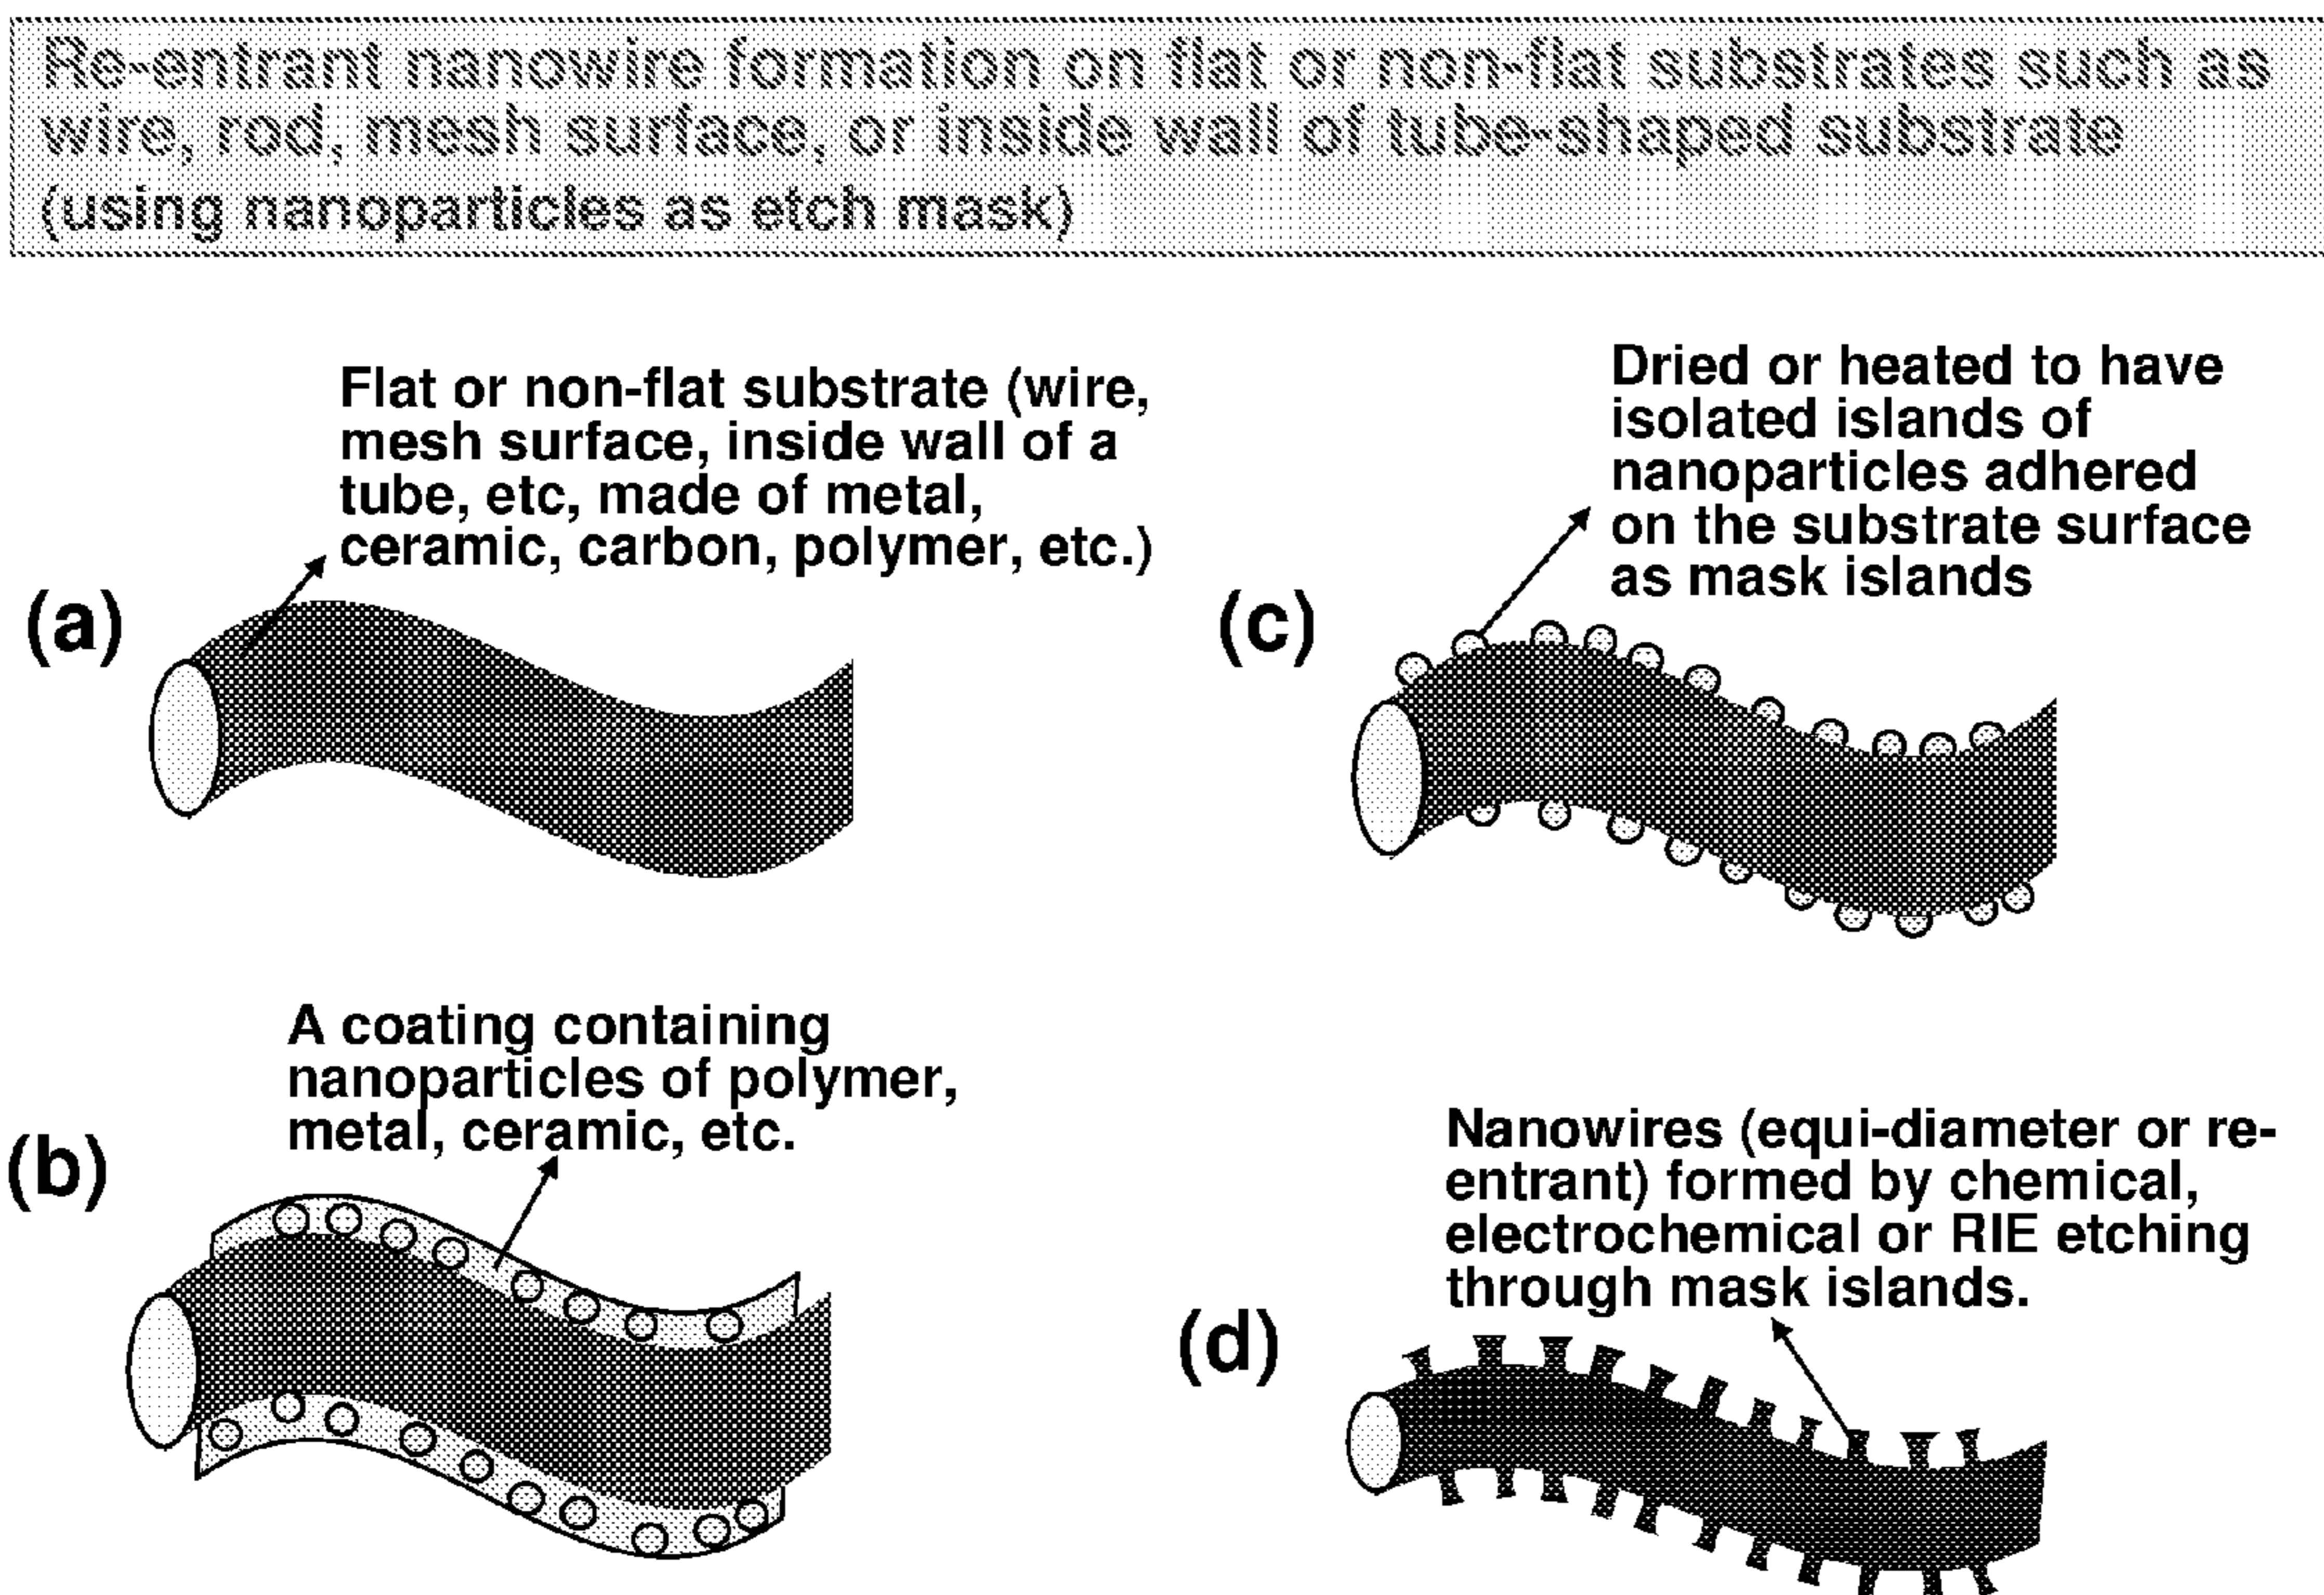 Re-entrant nanowire formation on flat or non-flat substrates such as
wire, rod, mesh surface, or inside wall of tube-shaped substrate
(using nanoparticles as etch mask)
Flat or non-flat substrate (wire,
mesh surface, inside wall of a
tube, etc, made of metal,
ceramic, carbon, polymer, etc.)
(a)
A coating containing
nanoparticles of polymer,
metal, ceramic, etc.
(b)
Dried or heated to have
isolated islands of
nanoparticles adhered
on the substrate surface
as mask islands
(c)
Nanowires (equi-diameter or re-
entrant) formed by chemical,
electrochemical or RIE etching
through mask islands.
(d)